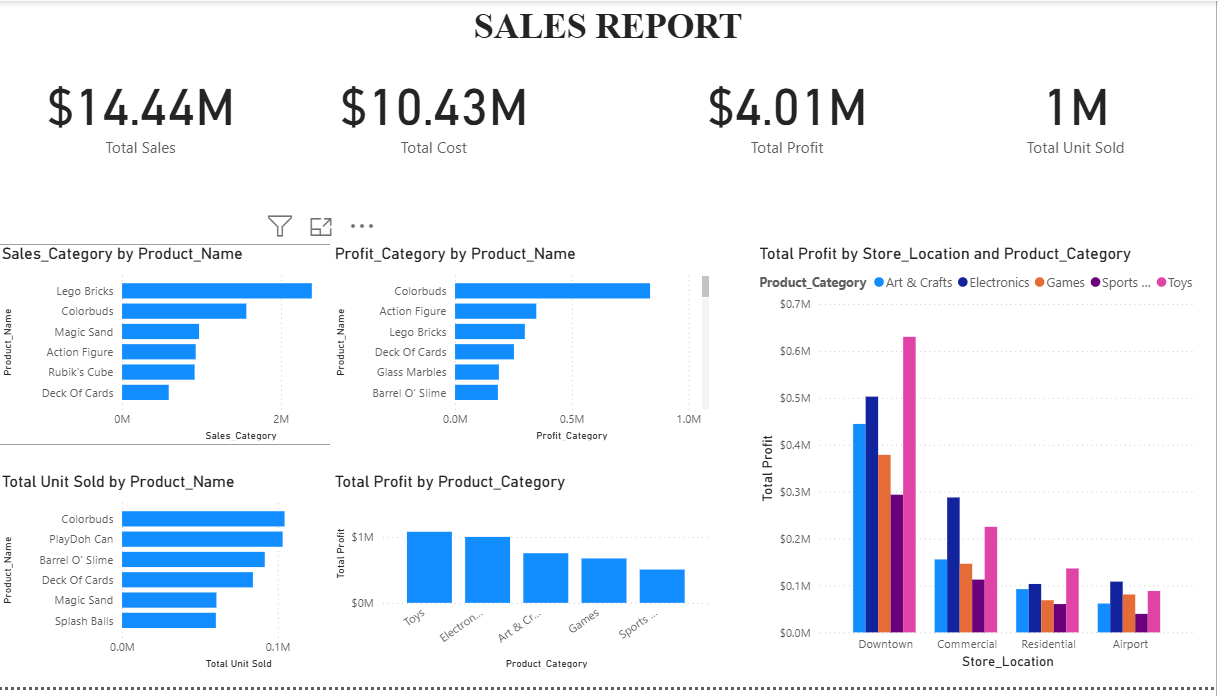 SALES REPORT
$14.44M
Total Sales
$10.43M
Total Cost
$4.01M
Total Profit
1M
Total Unit Sold
Sales_Category by Product_Name
Product_Name
Lego Bricks
Colorbuds
Magic Sand
Action Figure
Rubik's Cube
Deck Of Cards
0M 2M
Sales_Category
Profit_Category by Product_Name
Product_Name
Colorbuds
Action Figure
Lego Bricks
Deck Of Cards
Glass Marbles
Barrel O' Slime
0.0M 0.5M 1.0M
Profit_Category
Total Unit Sold by Product_Name
Product_Name
Colorbuds
PlayDoh Can
Barrel O' Slime
Deck Of Cards
Magic Sand
Splash Balls
0.0M 0.1M
Total Unit Sold
Total Profit by Product_Category
Total Profit
$1M
$0M
Toys Electron... Art & Cr... Games Sports ...
Product_Category
Total Profit by Store_Location and Product_Category
Product_Category Art & Crafts Electronics Games Sports ... Toys
Total Profit
$0.7M
$0.6M
$0.5M
$0.4M
$0.3M
$0.2M
$0.1M
$0.0M
Downtown Commercial Residential Airport
Store_Location